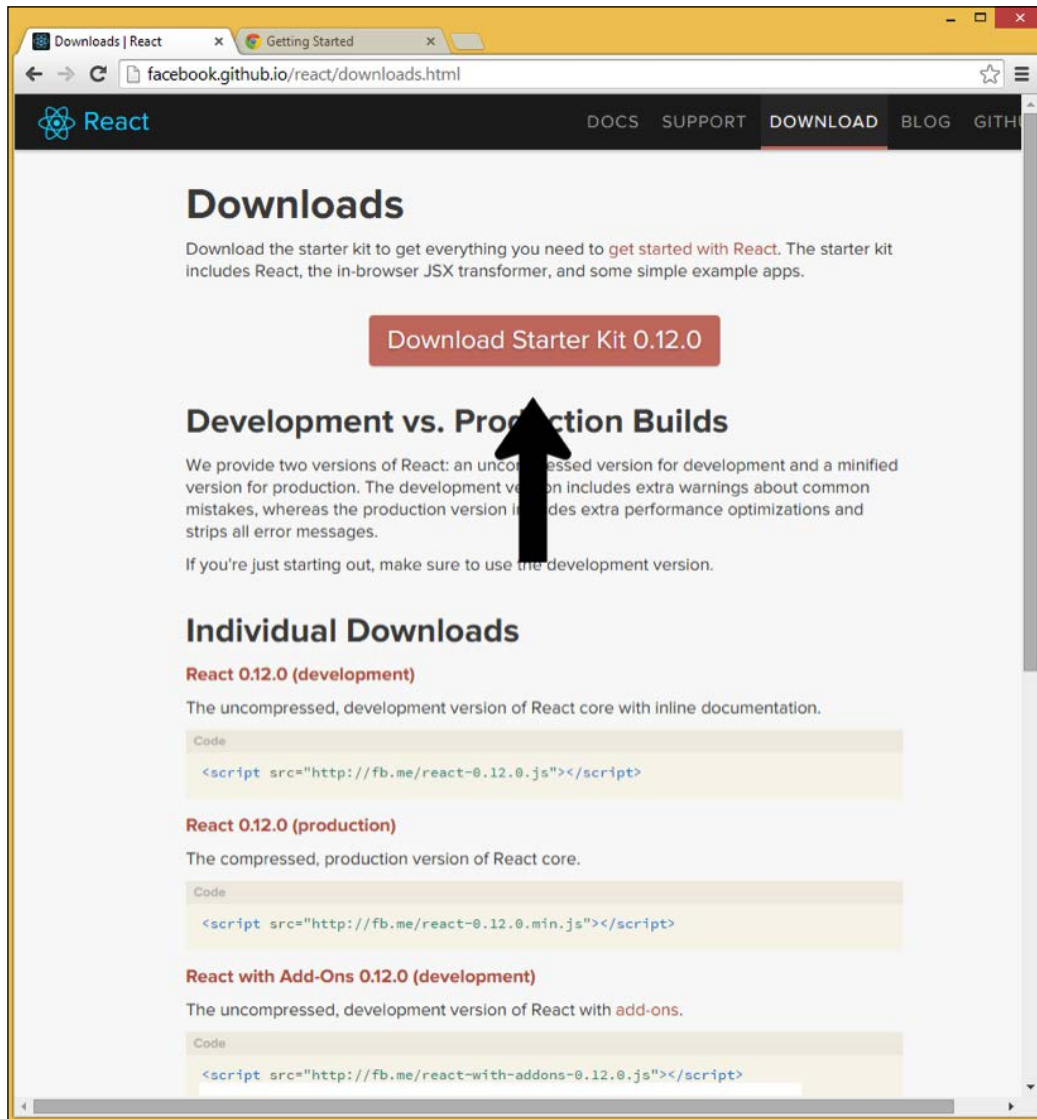 Downloads | React
Getting Started
facebook.github.io/react/downloads.html
React
DOCS SUPPORT DOWNLOAD BLOG
Downloads
Download the starter kit to get everything you need to get started with React. The starter kit
includes React, the in-browser JSX transformer, and some simple example apps.
Download Starter Kit 0.12.0
Development vs. Builds
We provide two versions of React: an version for development and a minified
version for production. The development includes extra warnings about common
mistakes, whereas the production version extra performance optimizations and
strips all error messages.
If you're just starting out, make sure to use the development version.
Individual Downloads
React 0.12.0 (development)
The uncompressed, development version of React core with inline documentation.
Code
<script src="http://fb.me/react-0.12.0.js"></script>
React 0.12.0 (production)
The compressed, production version of React core.
Code
<script src="http://fb.me/react-0.12.0.min.js"></script>
React with Add-Ons 0.12.0 (development)
The uncompressed, development version of React with add-ons.
Code
<script src="http://fb.me/react-with-addons-0.12.0.js"></script>